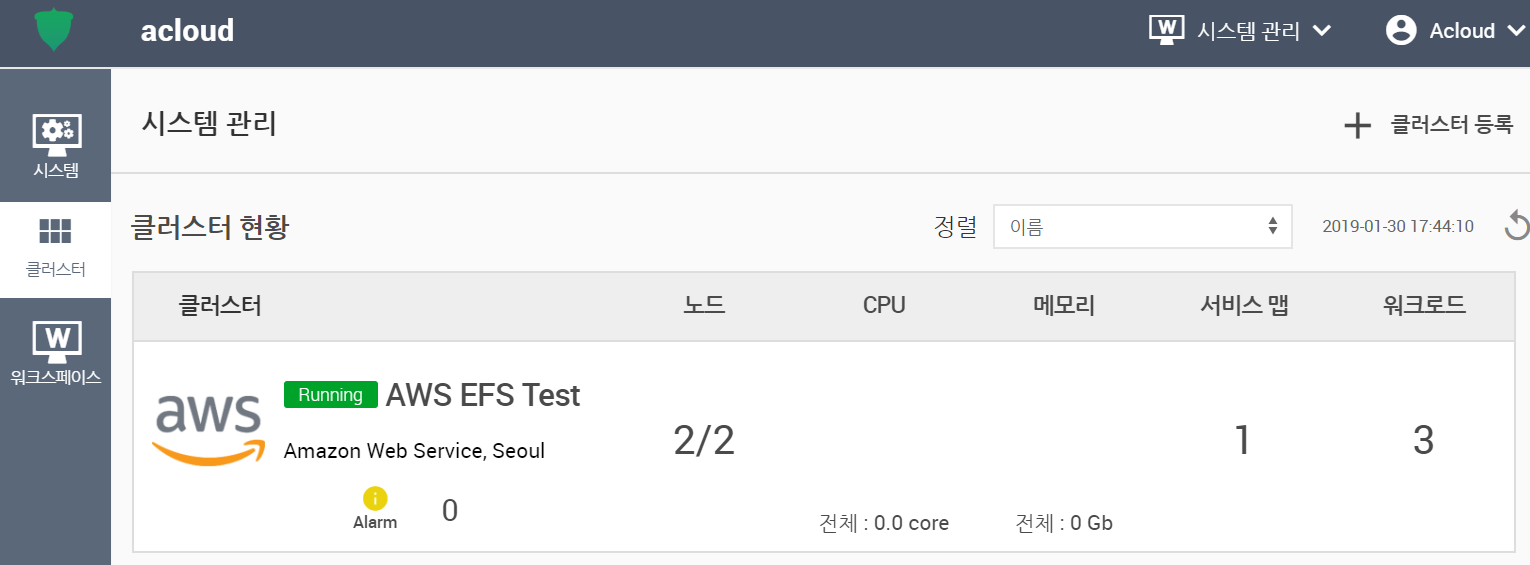 acloud
W 시스템 관리
Acloud
시스템
클러스터
W
워크스페이스
시스템 관리
클러스터 등록
클러스터 현황
정렬 이름 2019-01-30 17:44:10
클러스터 노드 CPU 메모리 서비스 맵 워크로드
aws
Running AWS EFS Test
Amazon Web Service, Seoul
2/2 1 3
Alarm 0
전체 : 0.0 core 전체 : 0 Gb